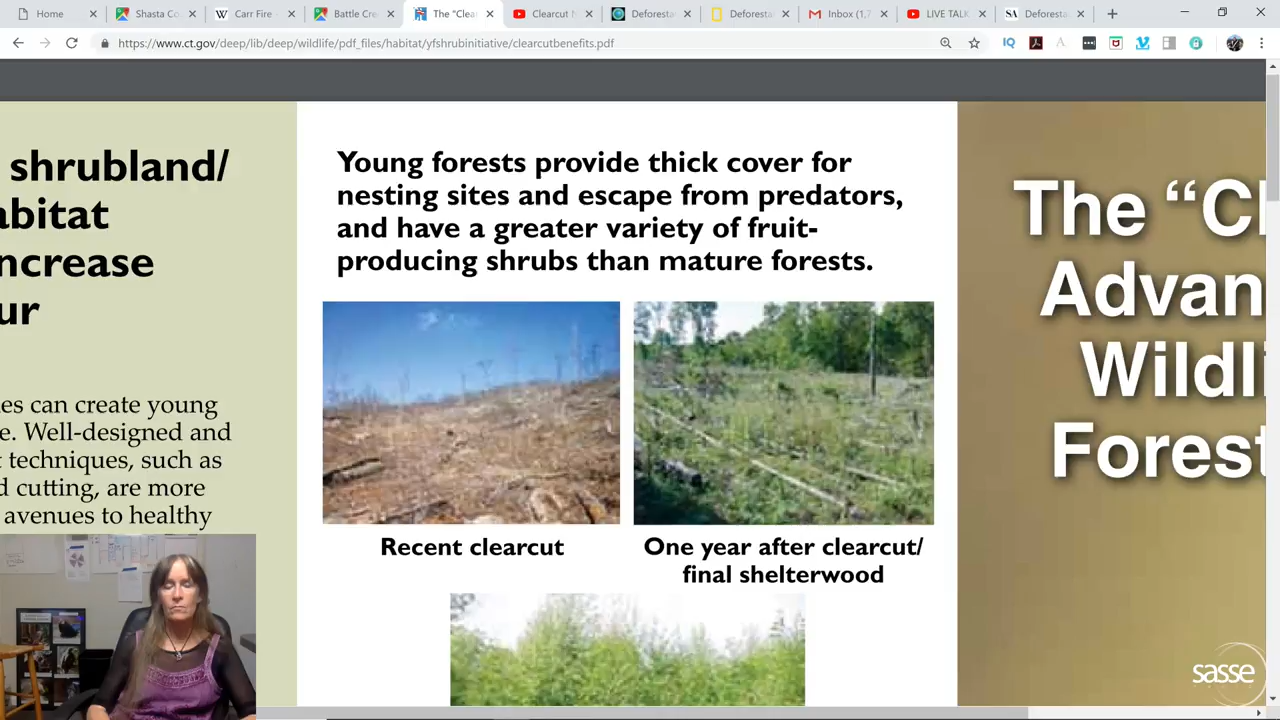 Home
Shasta Co
Carr Fire
Battle Cre
The "Clea
Clearcut
Deforesta
Deforesta
Inbox (1,7
LIVE TALK
SA
Deforesta
https://www.ct.gov/deep/lib/deep/wildlife/pdf_files/habitat/yfshrubinitiative/clearcutbenefits.pdf
IQ
shrubland/
abitat
ncrease
ur
es can create young
e. Well-designed and
t techniques, such as
d cutting, are more
avenues to healthy
Young forests provide thick cover for
nesting sites and escape from predators,
and have a greater variety of fruit-
producing shrubs than mature forests.
Recent clearcut
One year after clearcut/
final shelterwood
The “Cl
Advan
Wildli
Forest
sasse